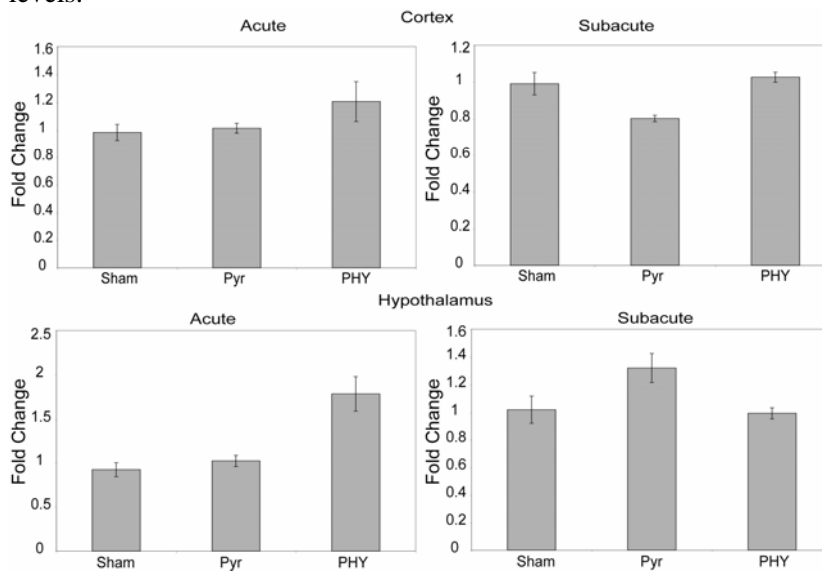 levels.
Cortex
Acute
Subacute
Fold Change
1.6
1.4
1.2
1
0.8
0.6
0.4
0.2
0
Sham Pyr PHY
Fold Change
1.2
1
0.8
0.6
0.4
0.2
0
Sham Pyr PHY
Hypothalamus
Acute
Subacute
Fold Change
2.5
2
1.5
1
0.5
0
Sham Pyr PHY
Fold Change
1.6
1.4
1.2
1
0.8
0.6
0.4
0.2
0
Sham Pyr PHY